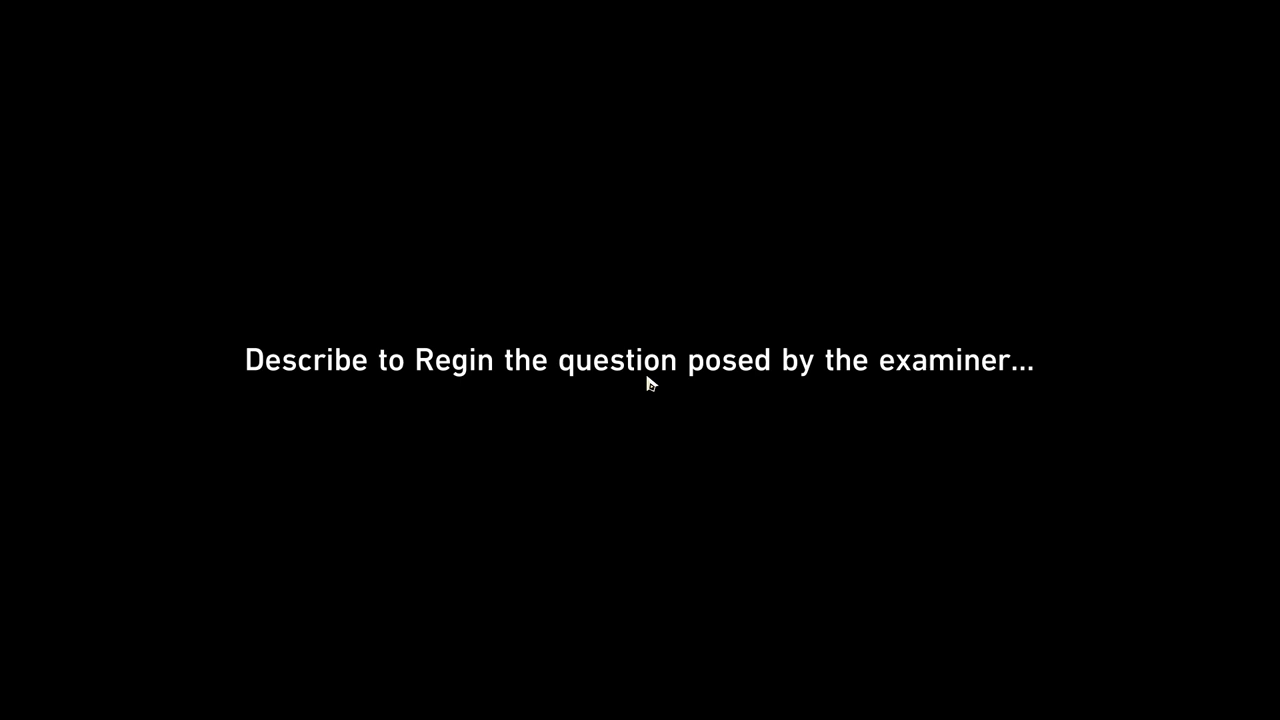 Describe to Regin the question posed by the examiner...